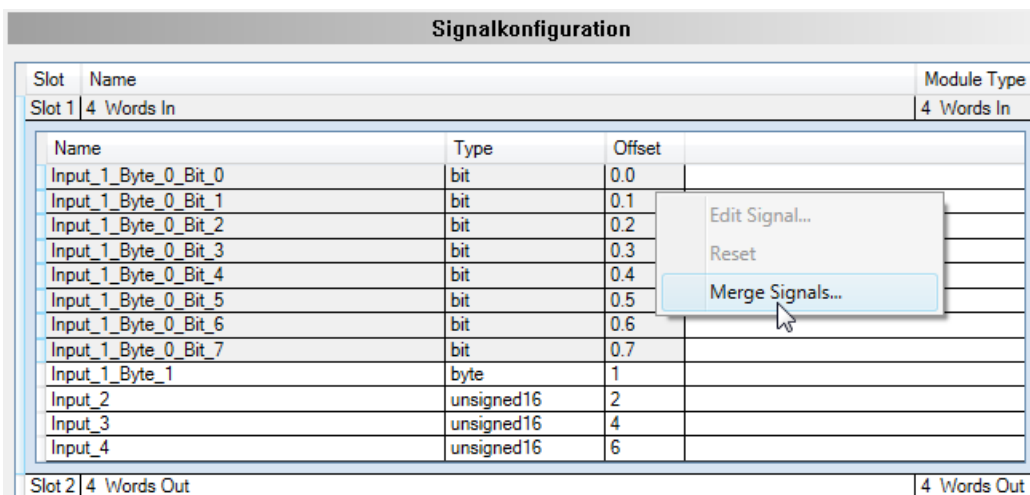 Signalkonfiguration
Slot Name Module Type
Slot 1 4 Words In 4 Words In
Name Type Offset
Input_1_Byte_0_Bit_0 bit 0.0
Input_1_Byte_0_Bit_1 bit 0.1
Input_1_Byte_0_Bit_2 bit 0.2
Input_1_Byte_0_Bit_3 bit 0.3
Input_1_Byte_0_Bit_4 bit 0.4
Input_1_Byte_0_Bit_5 bit 0.5
Input_1_Byte_0_Bit_6 bit 0.6
Input_1_Byte_0_Bit_7 bit 0.7
Input_1_Byte_1 byte 1
Input_2 unsigned16 2
Input_3 unsigned16 4
Input_4 unsigned16 6
Edit Signal...
Reset
Merge Signals...
Slot 2 4 Words Out 4 Words Out